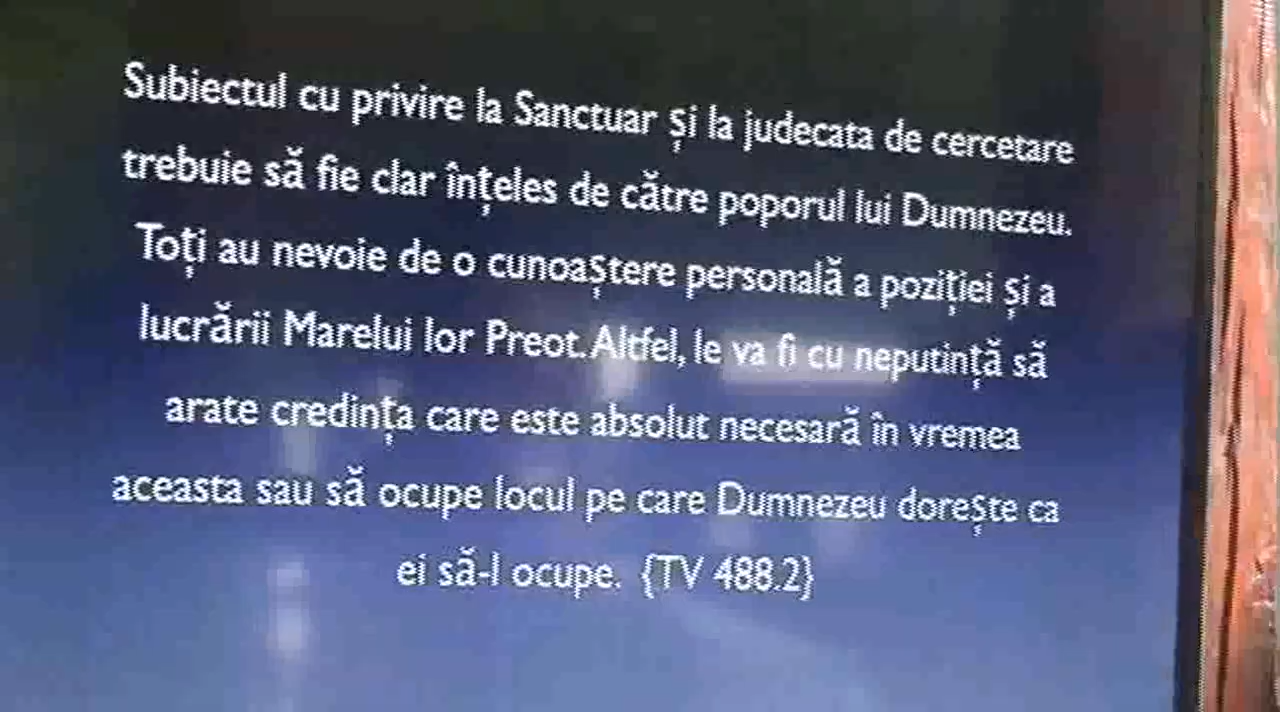 Subiectul cu privire la Sanctuar și la judecata de cercetare
trebuie să fie clar înțeles de către poporul lui Dumnezeu.
Toți au nevoie de o cunoaștere personală a poziției și a
lucrării Marelui lor Preot. Altfel, le va fi cu neputință să
arate credința care este absolut necesară în vremea
aceasta sau să ocupe locul pe care Dumnezeu dorește ca
ei să-l ocupe. {TV 488.2}